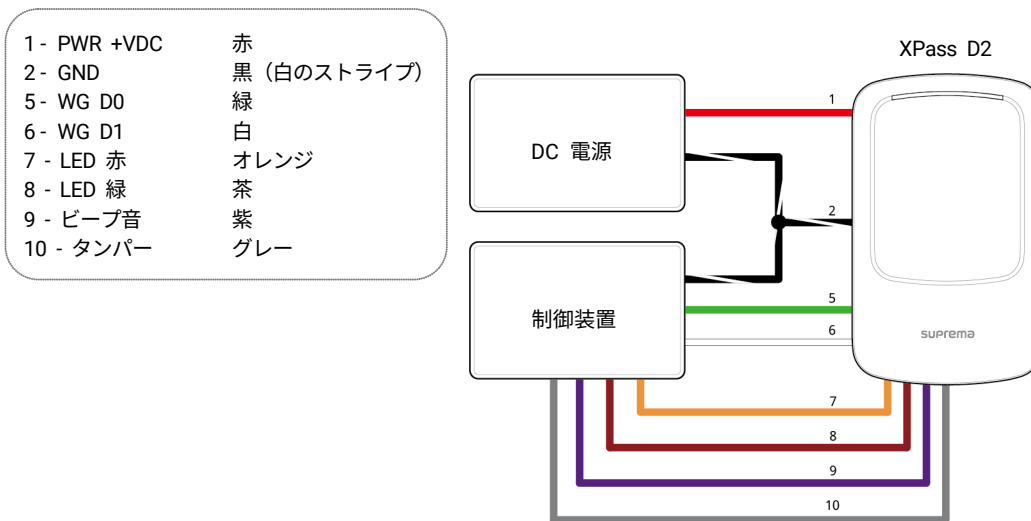 1 - PWR +VDC 赤
2 - GND 黒（白のストライプ）
5 - WG D0 緑
6 - WG D1 白
7 - LED 赤 オレンジ
8 - LED 緑 茶
9 - ビープ音 紫
10 - タンパー グレー
XPass D2
DC 電源
制御装置
1
2
5
6
suprema
7
8
9
10